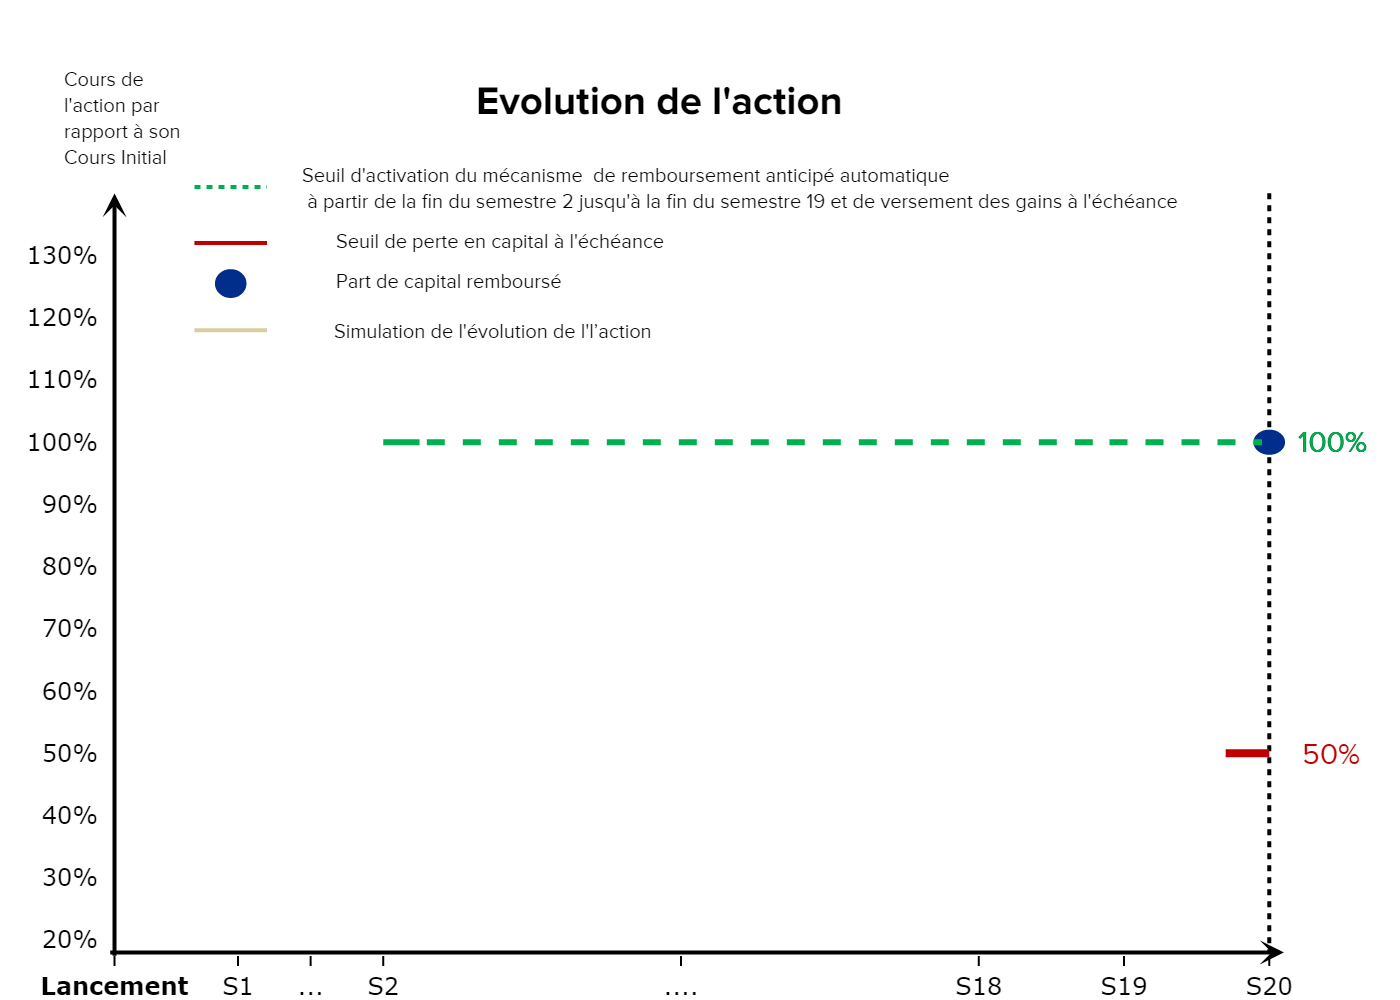 Cours de
l'action par
rapport à son
Cours Initial
Evolution de l'action
Seuil d'activation du mécanisme  de remboursement anticipé automatique
à partir de la fin du semestre 2 jusqu'à la fin du semestre 19 et de versement des gains à l'échéance
Seuil de perte en capital à l'échéance
Part de capital remboursé
Simulation de l'évolution de l'l’action
130%
120%
110%
100%
100%
90%
80%
70%
60%
50%
50%
40%
30%
20%
Lancement S1 ... S2 .... S18 S19 S20